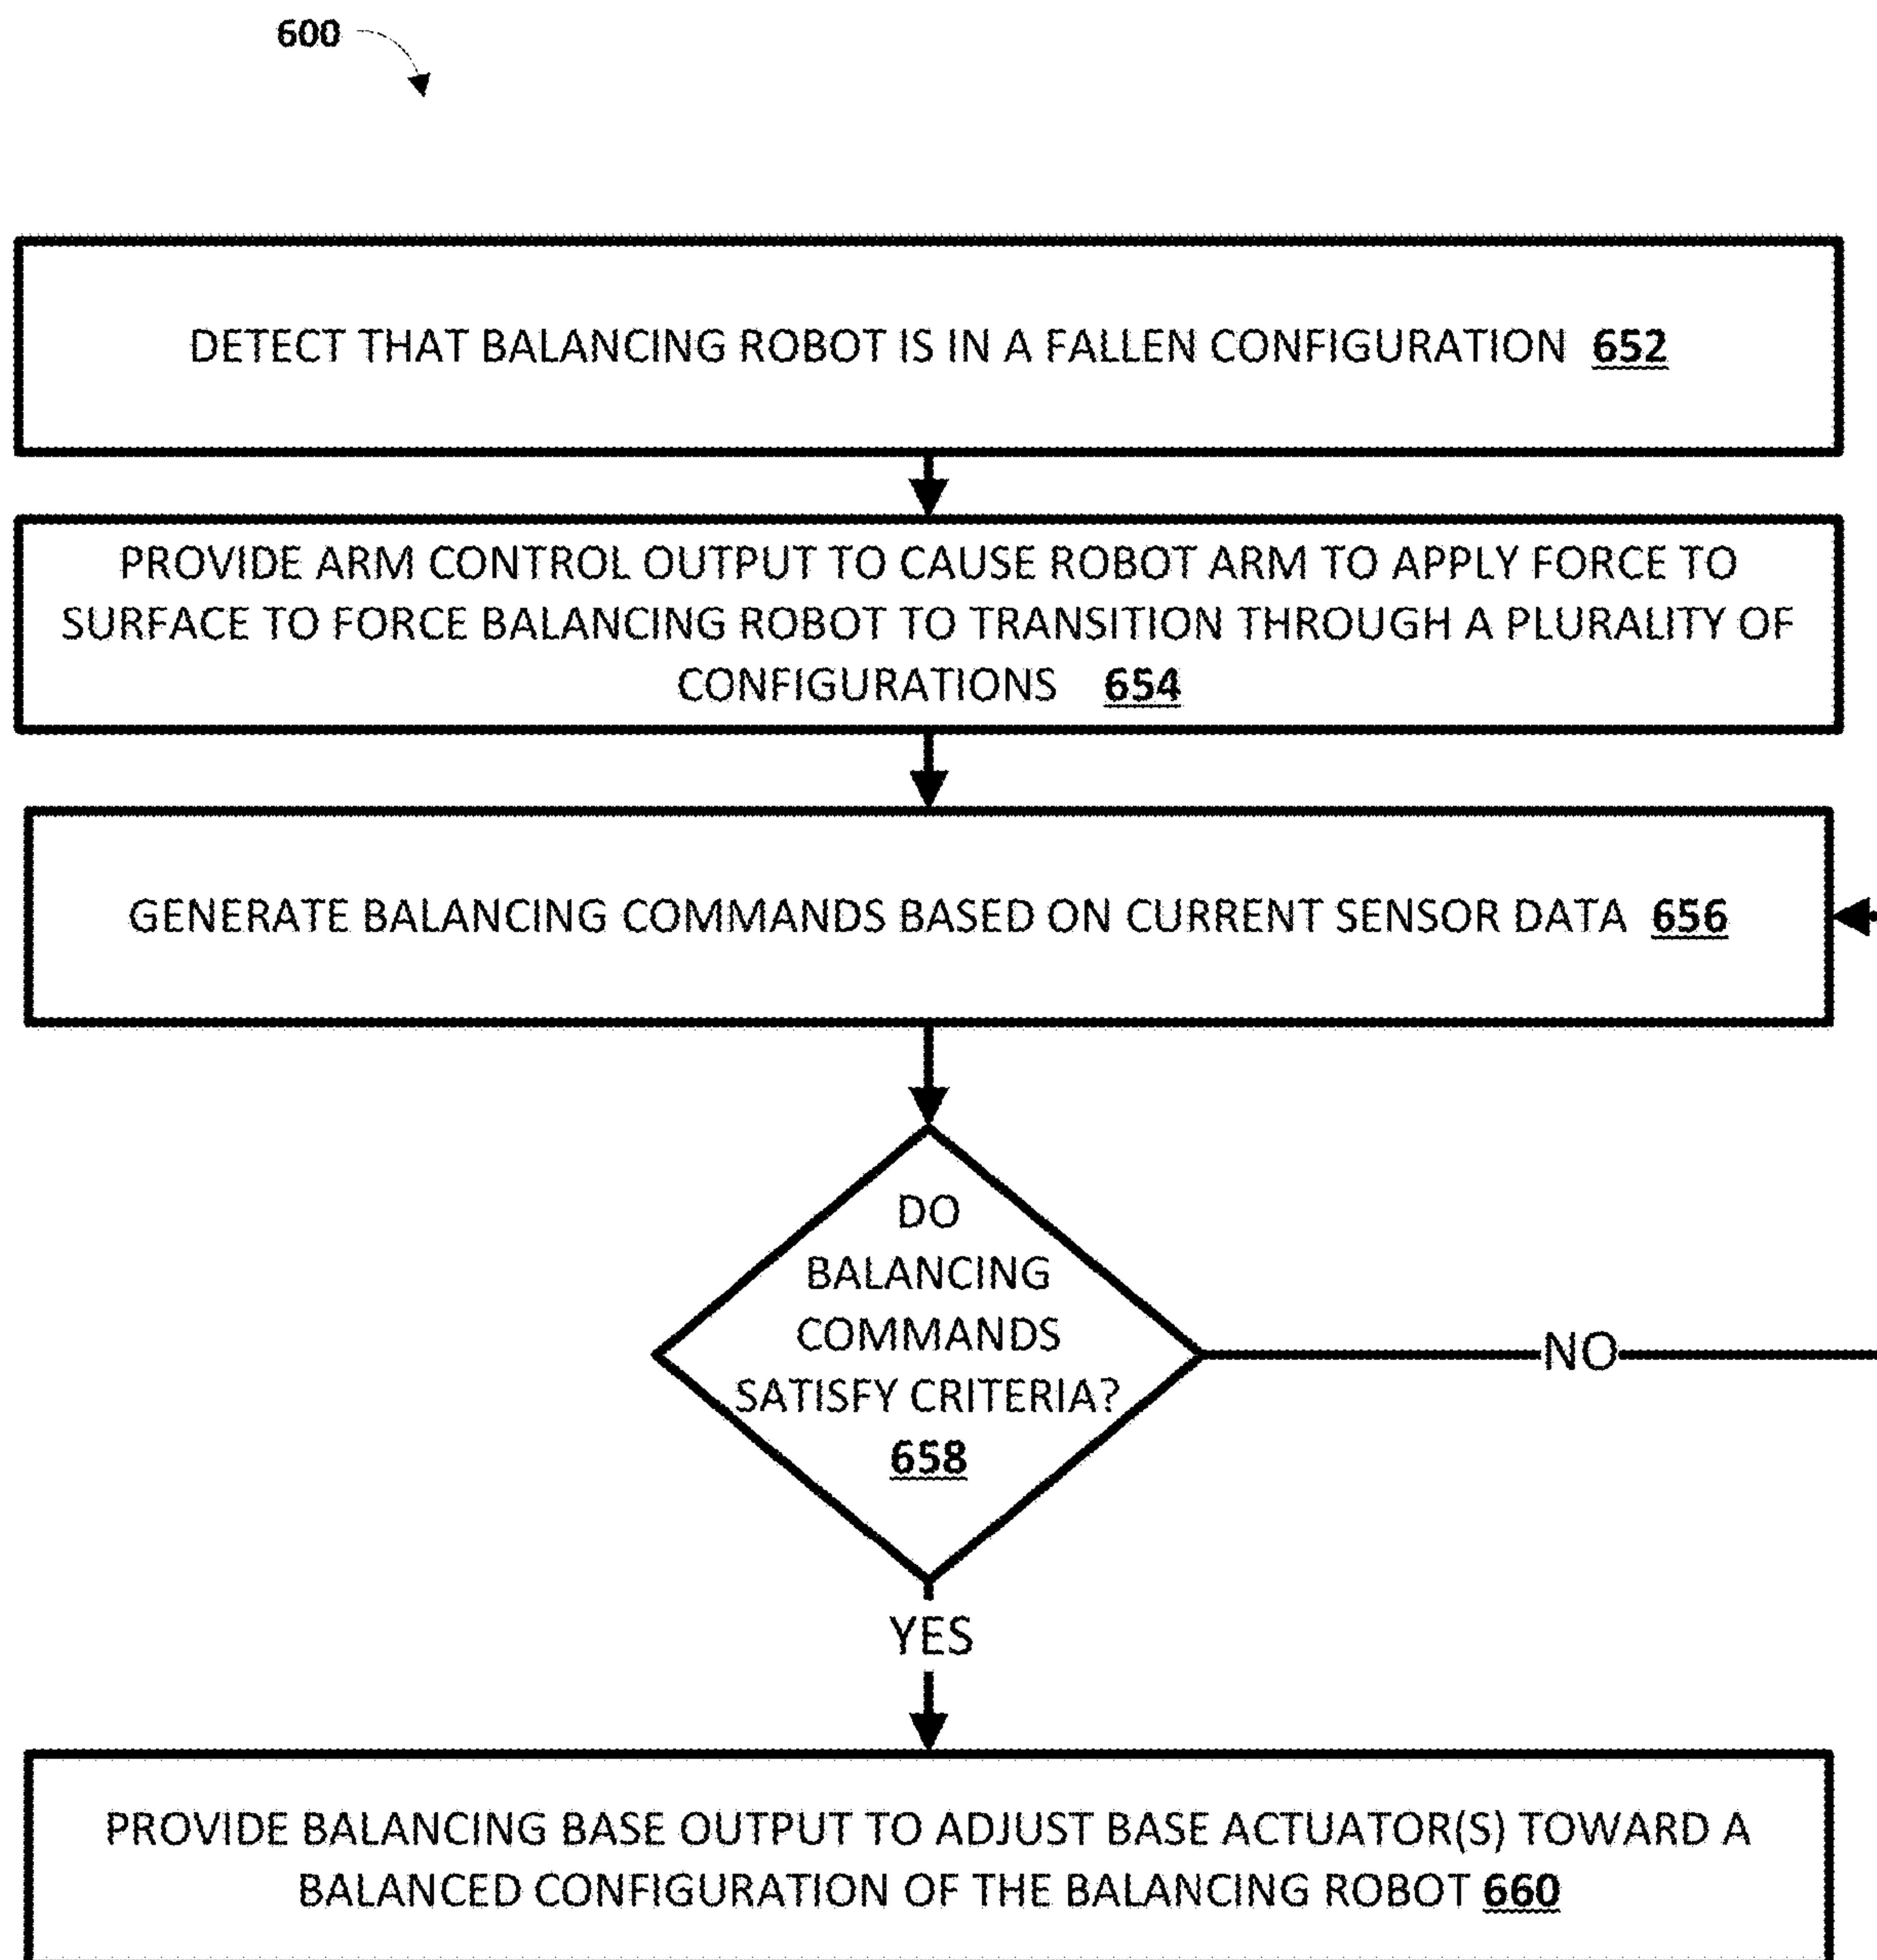 600
DETECT THAT BALANCING ROBOT IS IN A FALLEN CONFIGURATION 652
PROVIDE ARM CONTROL OUTPUT TO CAUSE ROBOT ARM TO APPLY FORCE TO
SURFACE TO FORCE BALANCING ROBOT TO TRANSITION THROUGH A PLURALITY OF
CONFIGURATIONS 654
GENERATE BALANCING COMMANDS BASED ON CURRENT SENSOR DATA 656
DO
BALANCING
COMMANDS
SATISFY CRITERIA?
658
NO
YES
PROVIDE BALANCING BASE OUTPUT TO ADJUST BASE ACTUATOR(S) TOWARD A
BALANCED CONFIGURATION OF THE BALANCING ROBOT 660